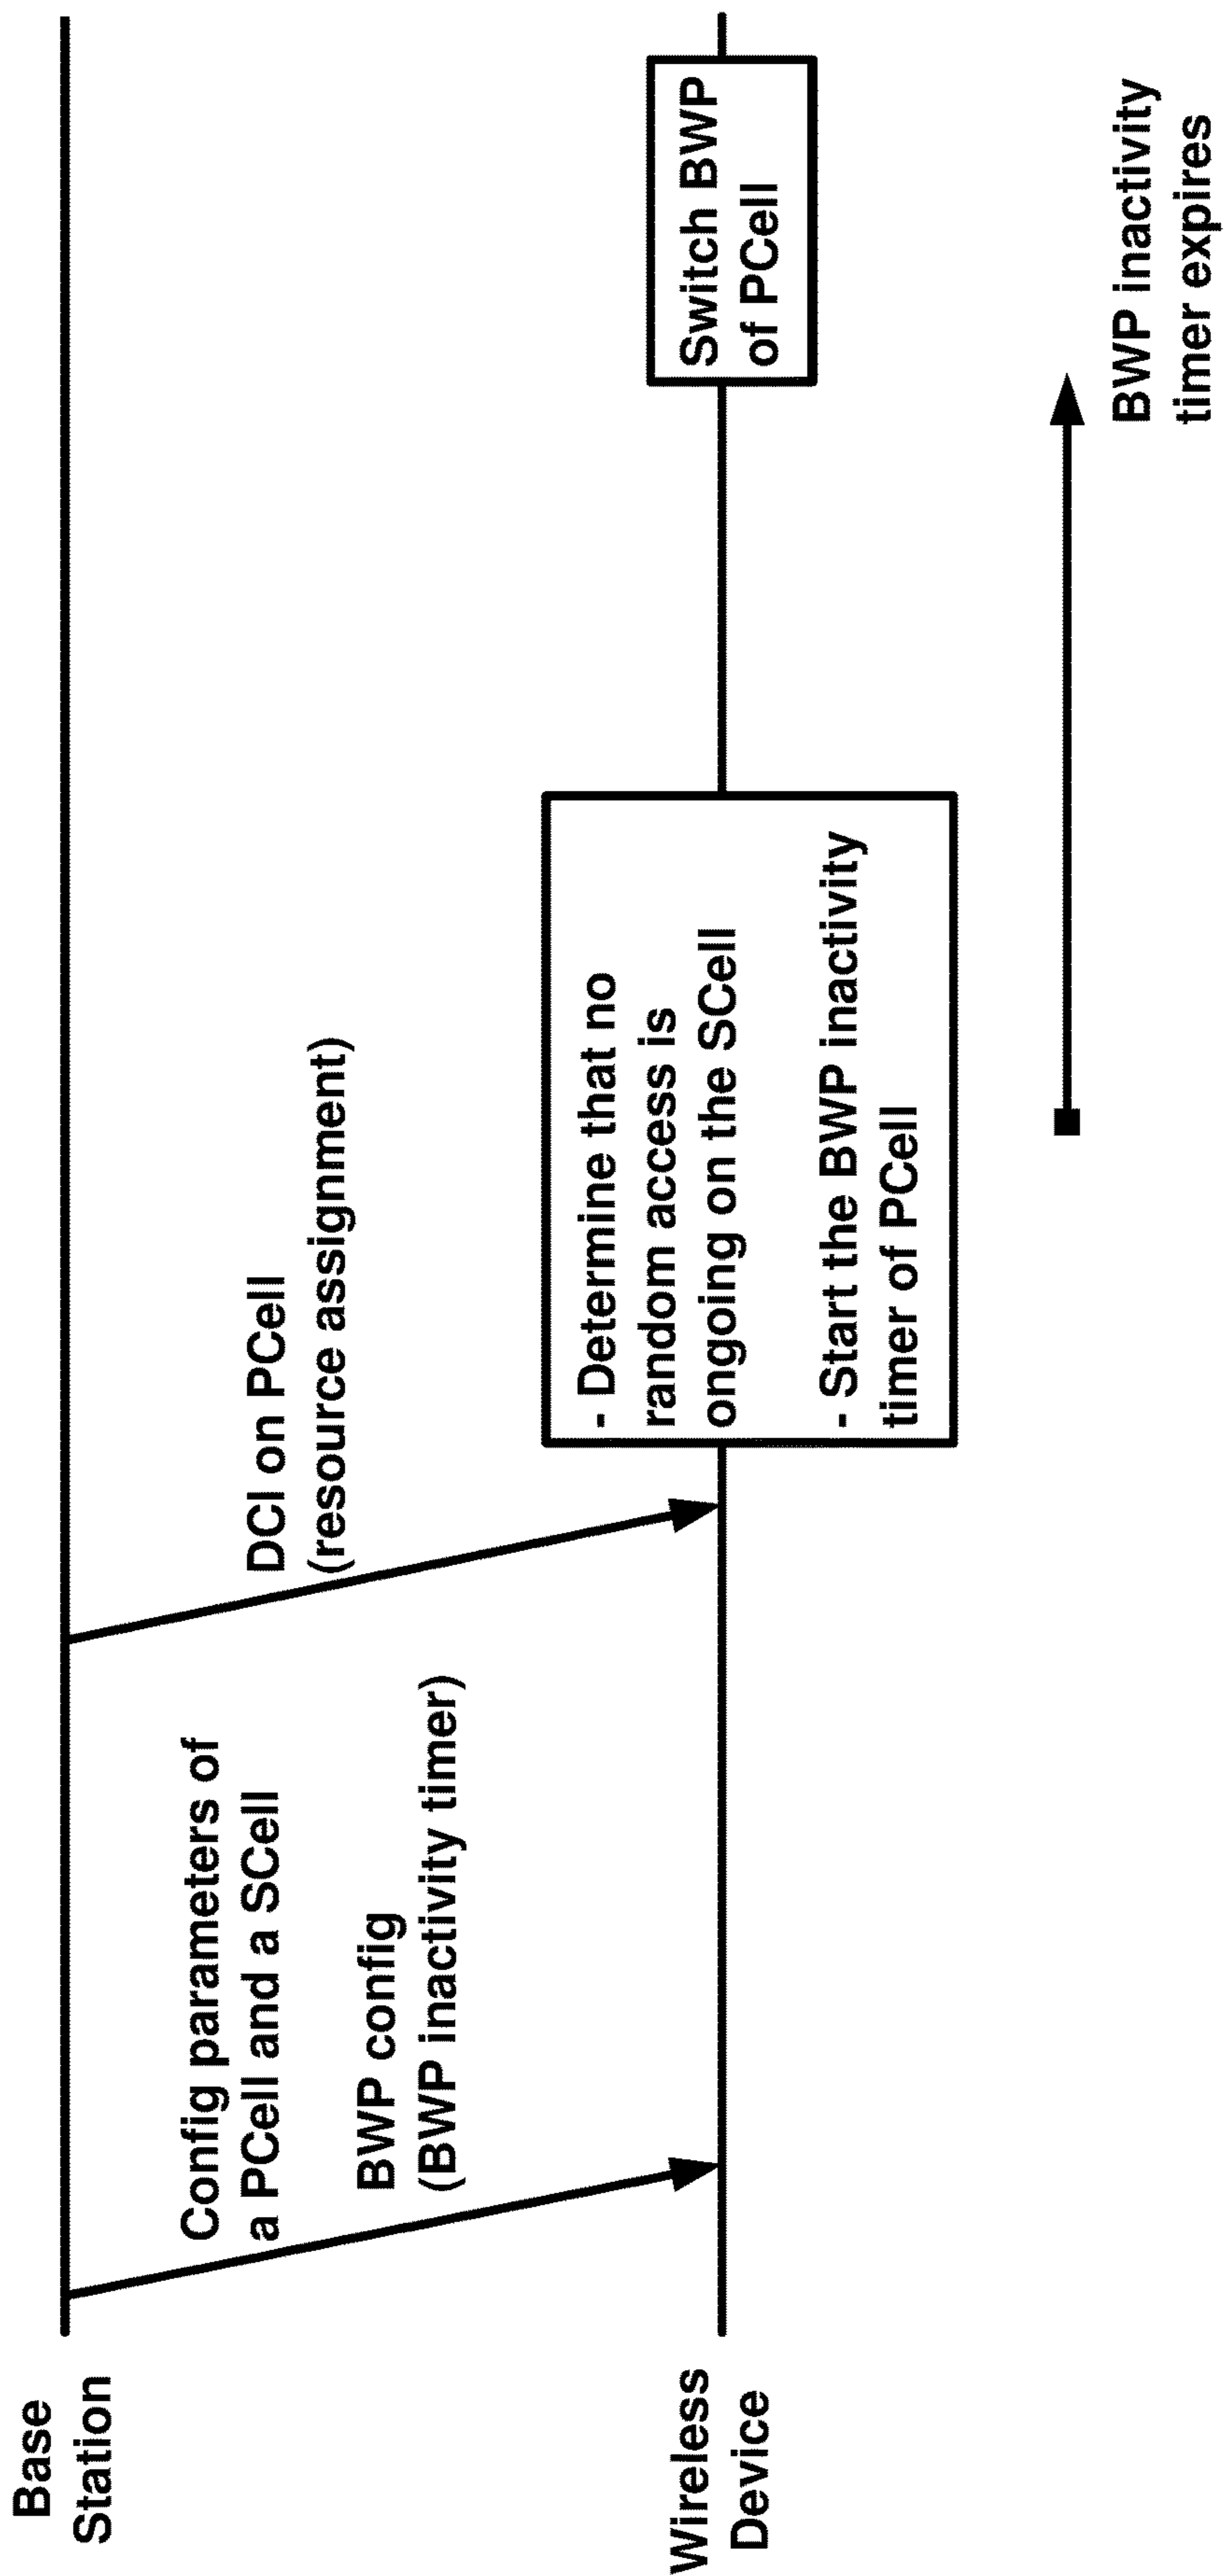 Base
Station
Config parameters of
a PCell and a SCell
BWP config
(BWP inactivity timer)
DCI on PCell
(resource assignment)
Wireless
Device
- Determine that no
random access is
ongoing on the SCell
- Start the BWP inactivity
timer of PCell
Switch BWP
of PCell
BWP inactivity
timer expires